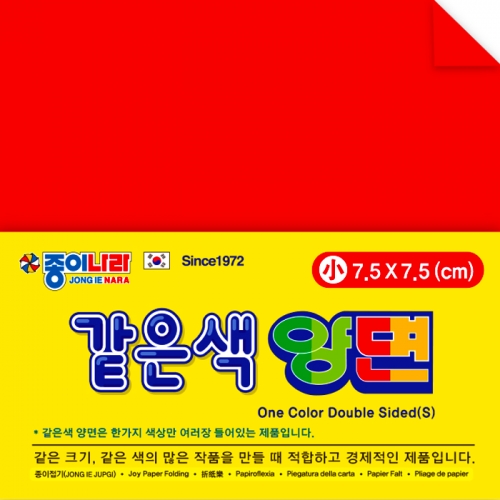 종이나라
JONG IE NARA
Since1972
小 7.5 X 7.5 (cm)
같은색 양면
One Color Double Sided(S)
* 같은색 양면은 한가지 색상만 여러장 들어있는 제품입니다.
같은 크기, 같은 색의 많은 작품을 만들 때 적합하고 경제적인 제품입니다.
종이접기(JONG IE JUPGI) • Joy Paper Folding • 折紙樂 • Papiroflexia • Piegatura della carta • Papier Falt • Pliage de papier